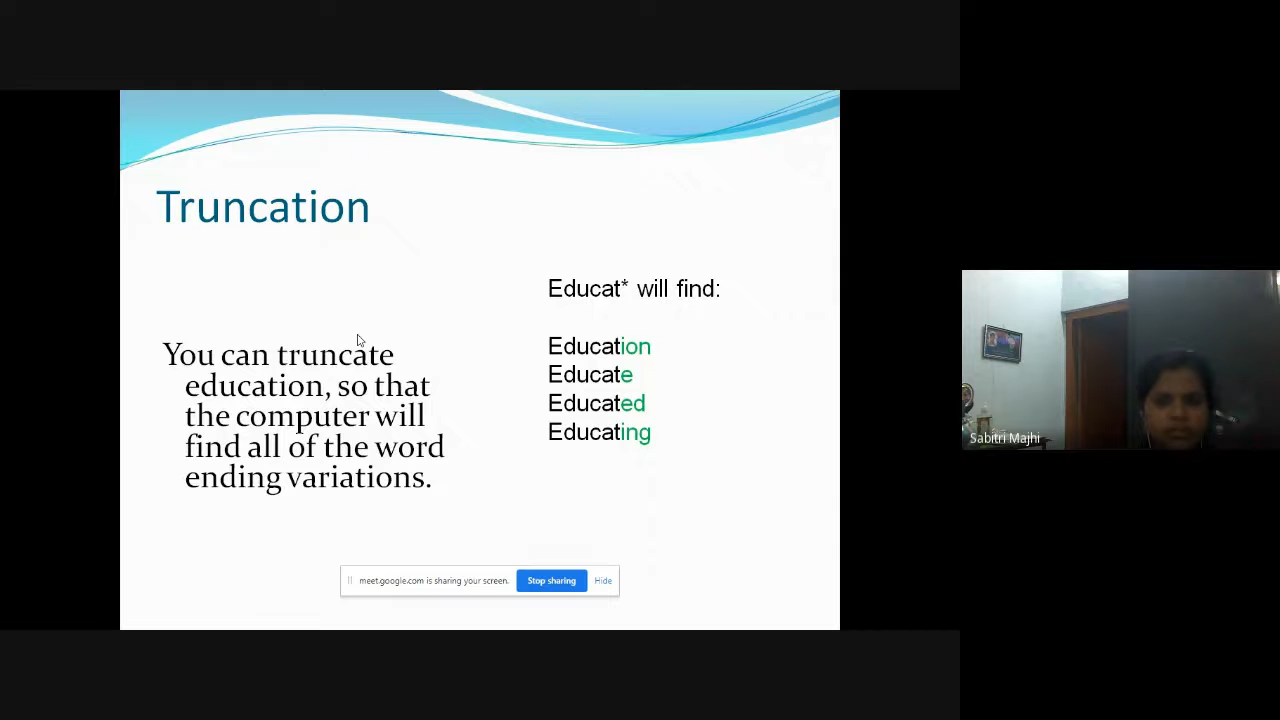 Truncation
You can truncate
education, so that
the computer will
find all of the word
ending variations.
Educat* will find:
Education
Educate
Educated
Educating
meet.google.com is sharing your screen. Stop sharing Hide
Sabitri Majhi